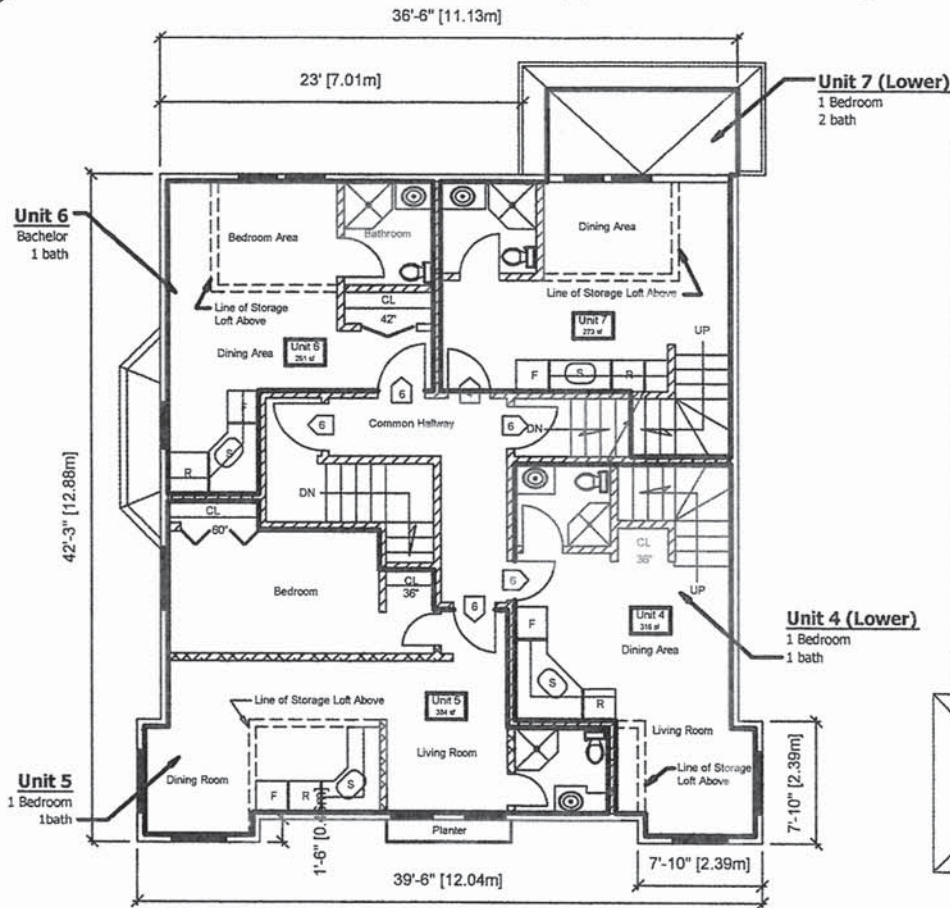 36'-6" [11.13m]
23' [7.01m]
Unit 7 (Lower)
1 Bedroom
2 bath
Unit 6
Bachelor
1 bath
Bedroom Area
Bathroom
Dining Area
Line of Storage
Loft Above
CL
42"
Line of Storage Loft Above
Dining Area
Unit 6
Unit 7
273 sf
UP
F
S
R
F
S
R
6
Common Hallway
6
6
DN
DN
42'-3" [12.88m]
CL
60"
CL
36"
Bedroom
CL
36"
6
6
UP
Unit 4
Dining Area
Unit 4 (Lower)
1 Bedroom
1 bath
F
S
R
Line of Storage Loft Above
Unit 5
Living Room
Living Room
Line of Storage
Loft Above
Unit 5
1 Bedroom
1bath
Dining Room
F
R
S
Planter
1'-6"
7'-10" [2.39m]
7'-10" [2.39m]
39'-6" [12.04m]